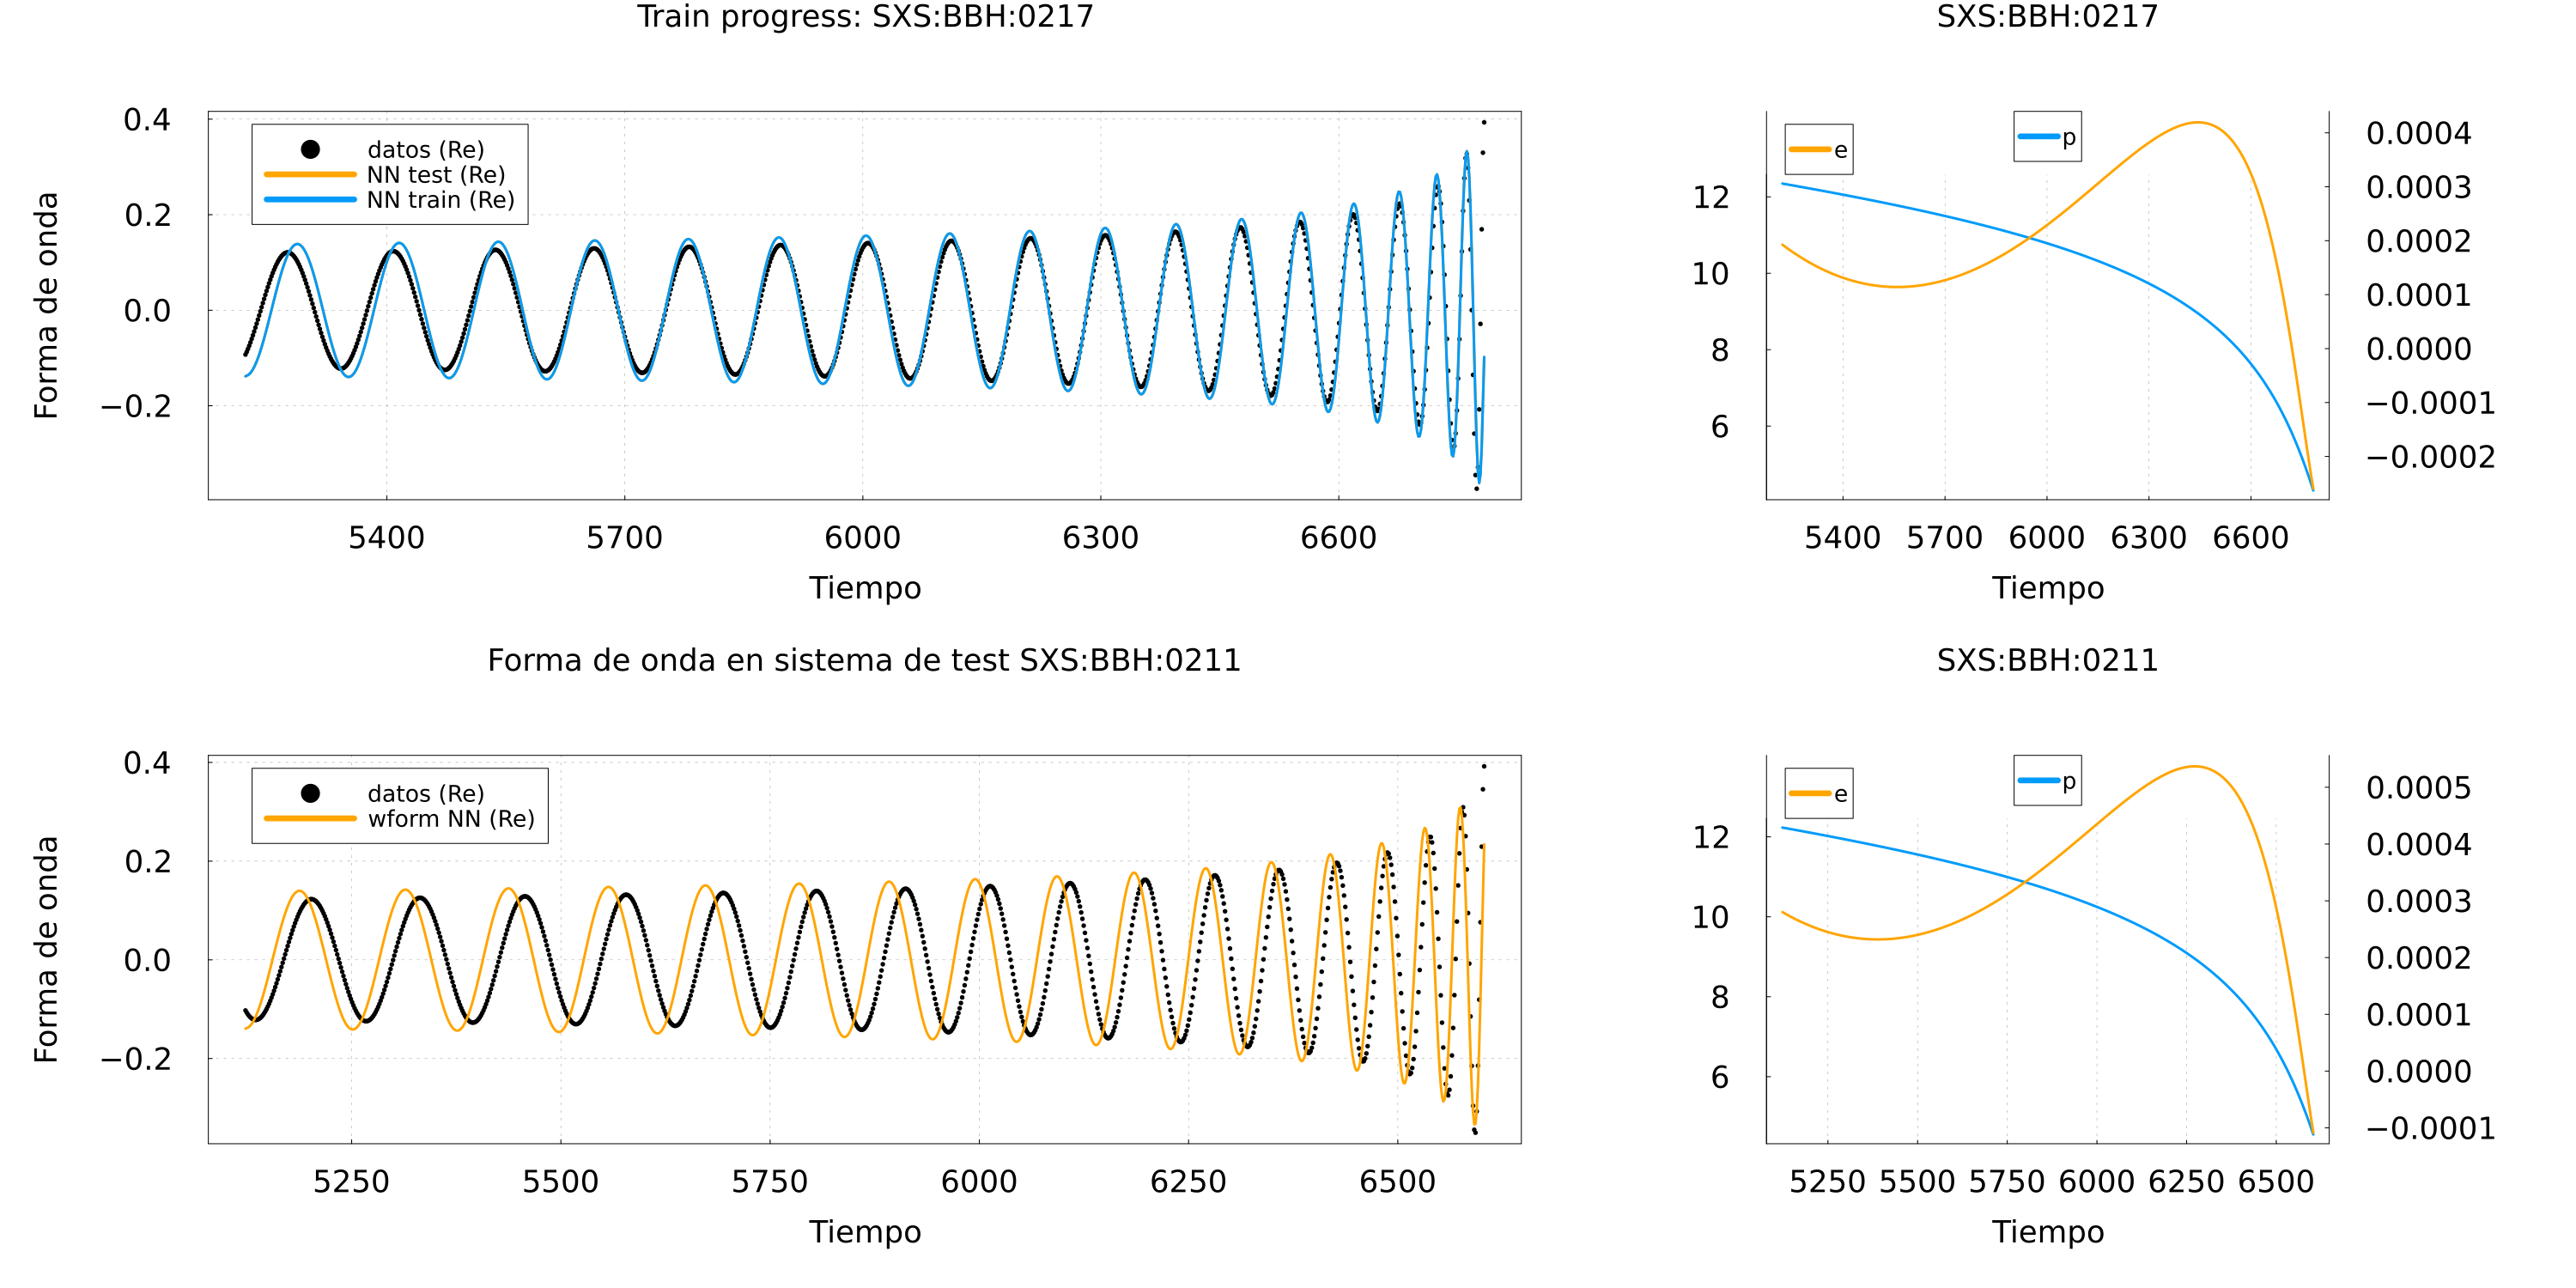 Train progress: SXS:BBH:0217
0.4
0.2
0.0
−0.2
Forma de onda
datos (Re)
NN test (Re)
NN train (Re)
5400 5700 6000 6300 6600
Tiempo
SXS:BBH:0217
12
10
8
6
e
p
0.0004
0.0003
0.0002
0.0001
0.0000
−0.0001
−0.0002
5400 5700 6000 6300 6600
Tiempo
Forma de onda en sistema de test SXS:BBH:0211
0.4
0.2
0.0
−0.2
Forma de onda
datos (Re)
wform NN (Re)
5250 5500 5750 6000 6250 6500
Tiempo
SXS:BBH:0211
12
10
8
6
e
p
0.0005
0.0004
0.0003
0.0002
0.0001
0.0000
−0.0001
5250 5500 5750 6000 6250 6500
Tiempo